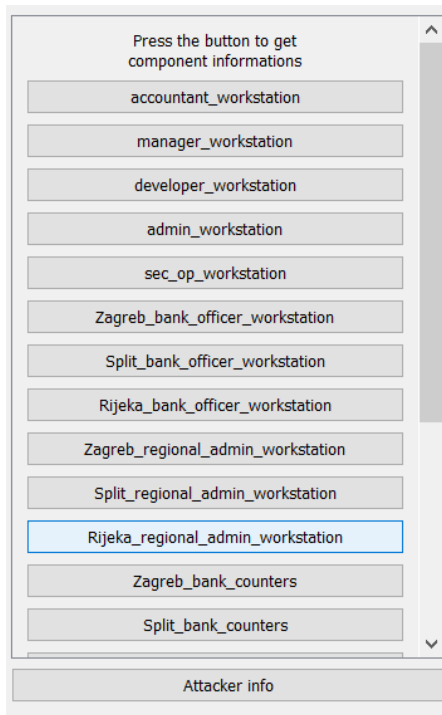 Press the button to get
component informations
accountant_workstation
manager_workstation
developer_workstation
admin_workstation
sec_op_workstation
Zagreb_bank_officer_workstation
Split_bank_officer_workstation
Rijeka_bank_officer_workstation
Zagreb_regional_admin_workstation
Split_regional_admin_workstation
Rijeka_regional_admin_workstation
Zagreb_bank_counters
Split_bank_counters
Attacker info